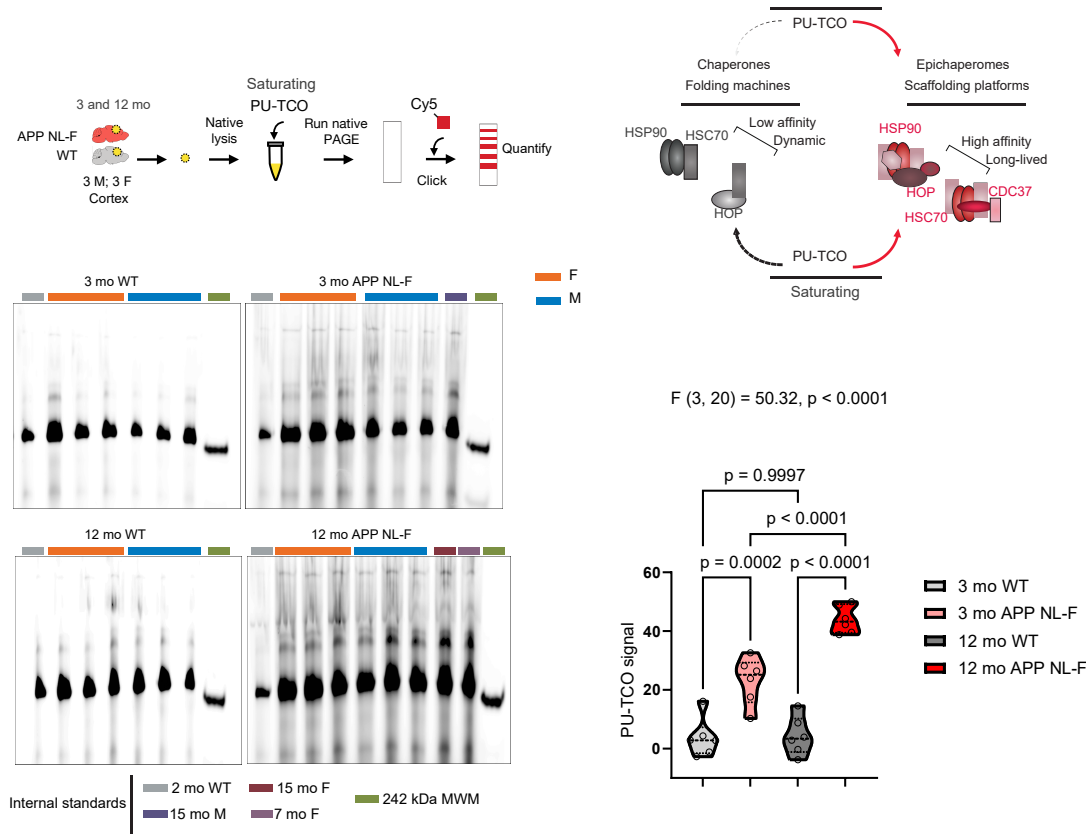 3 and 12 mo
APP NL-F
WT
3 M; 3 F
Cortex
Native
lysis
Saturating
PU-TCO
Run native
PAGE
Cy5
Click
Quantify
PU-TCO
Chaperones
Folding machines
Epichaperomes
Scaffolding platforms
HSP90
HSC70
Low affinity
Dynamic
HOP
HSP90
High affinity
Long-lived
HOP
CDC37
HSC70
PU-TCO
Saturating
3 mo WT
3 mo APP NL-F
F
M
12 mo WT
12 mo APP NL-F
Internal standards
2 mo WT
15 mo F
242 kDa MWM
15 mo M
7 mo F
F (3, 20) = 50.32, p < 0.0001
p = 0.9997
p < 0.0001
p = 0.0002
p < 0.0001
60
40
20
0
PU-TCO signal
3 mo WT
3 mo APP NL-F
12 mo WT
12 mo APP NL-F